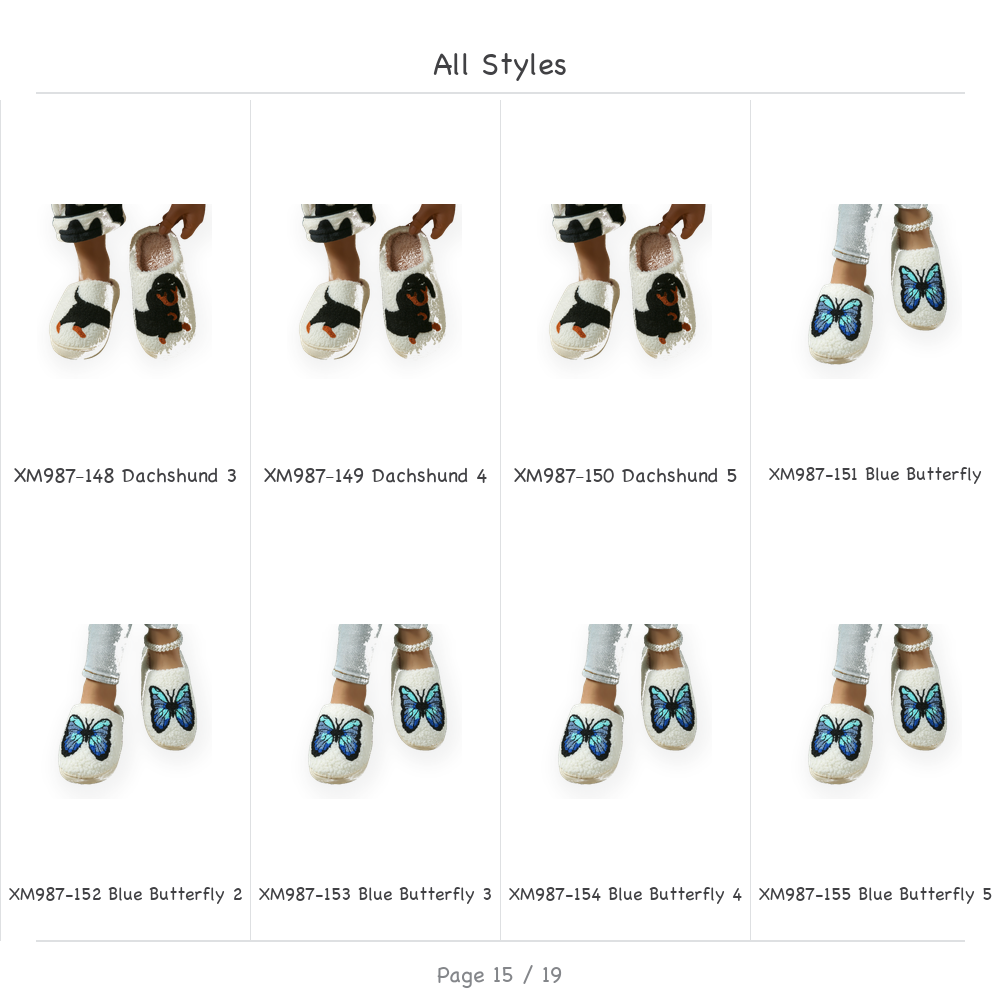 All Styles
XM987-148 Dachshund 3
XM987-149 Dachshund 4
XM987-150 Dachshund 5
XM987-151 Blue Butterfly
XM987-152 Blue Butterfly 2
XM987-153 Blue Butterfly 3
XM987-154 Blue Butterfly 4
XM987-155 Blue Butterfly 5
Page 15 / 19